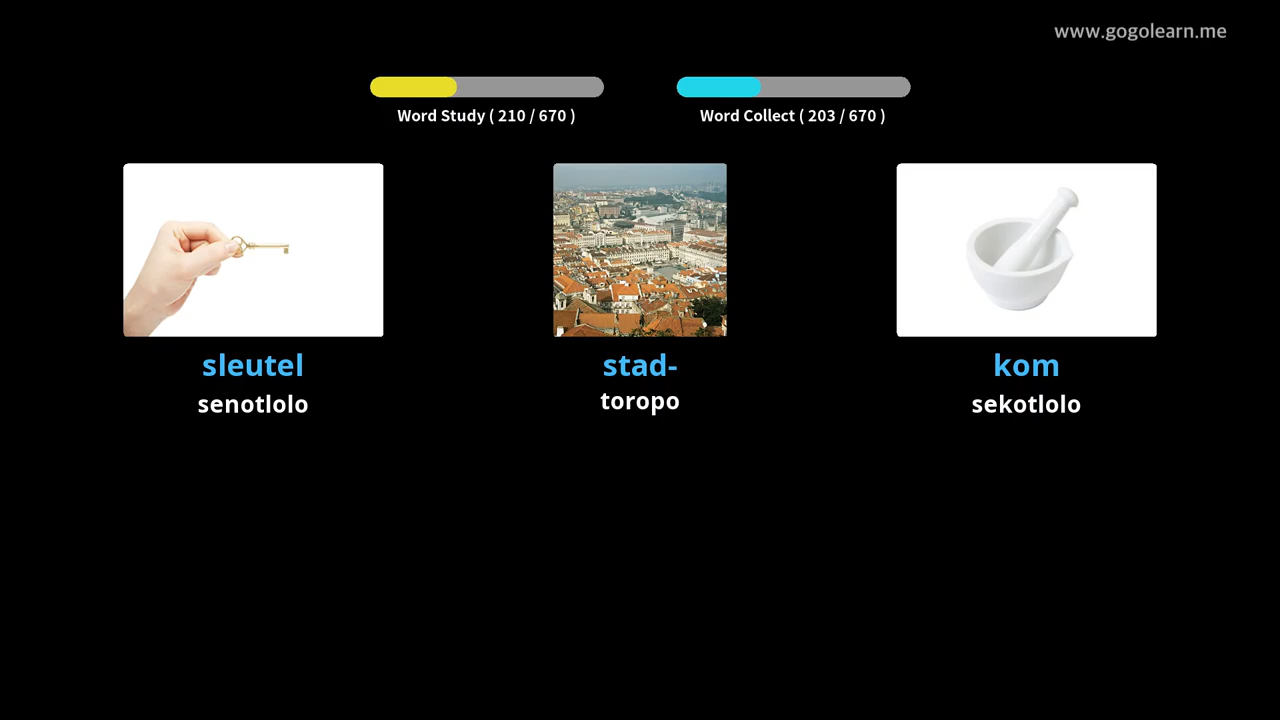 www.gogolearn.me
Word Study ( 210 / 670 )
Word Collect ( 203 / 670 )
sleutel
senotlolo
stad-
toropo
kom
sekotlolo